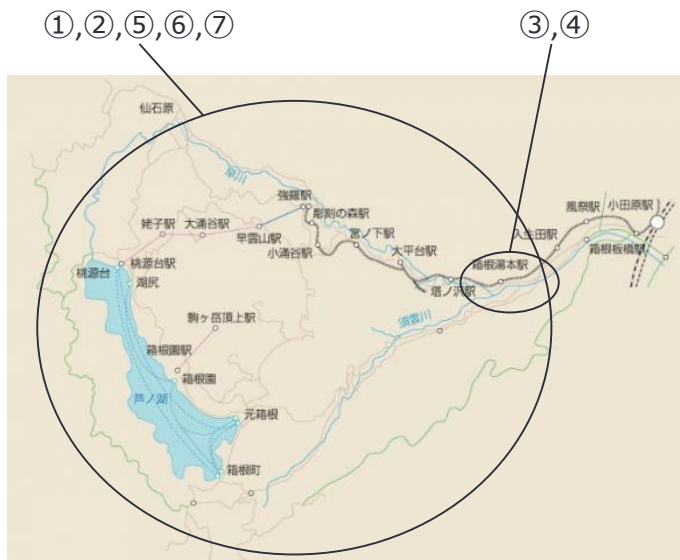 ①,②,⑤,⑥,⑦
③,④
仙石原
早川
強羅駅
彫刻の森駅
風祭駅
小田原駅
姥子駅
大涌谷駅
早雲山駅
小涌谷駅
宮ノ下駅
大平台駅
入生田駅
箱根板橋駅
箱根湯本駅
塔ノ沢駅
桃源台
桃源台駅
湖尻
須雲川
駒ヶ岳頂上駅
箱根園駅
箱根園
芦ノ湖
元箱根
箱根町